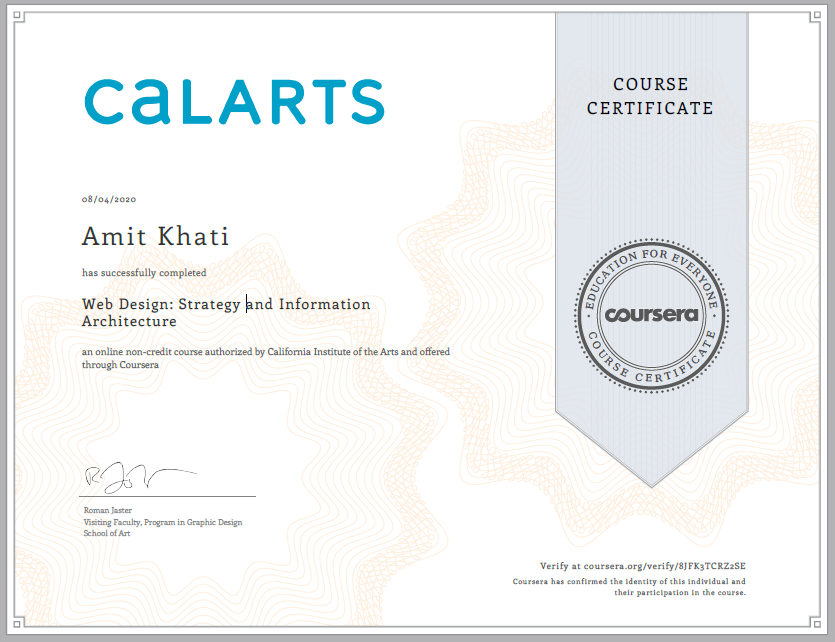 CALARTS
COURSE
CERTIFICATE
08/04/2020
Amit Khati
has successfully completed
Web Design: Strategy and Information
Architecture
an online non-credit course authorized by California Institute of the Arts and offered
through Coursera
EDUCATION FOR EVERYONE
coursera
COURSE CERTIFICATE
Roman Jaster
Visiting Faculty, Program in Graphic Design
School of Art
Verify at coursera.org/verify/8JFK3TCRZ2SE
Coursera has confirmed the identity of this individual and
their participation in the course.